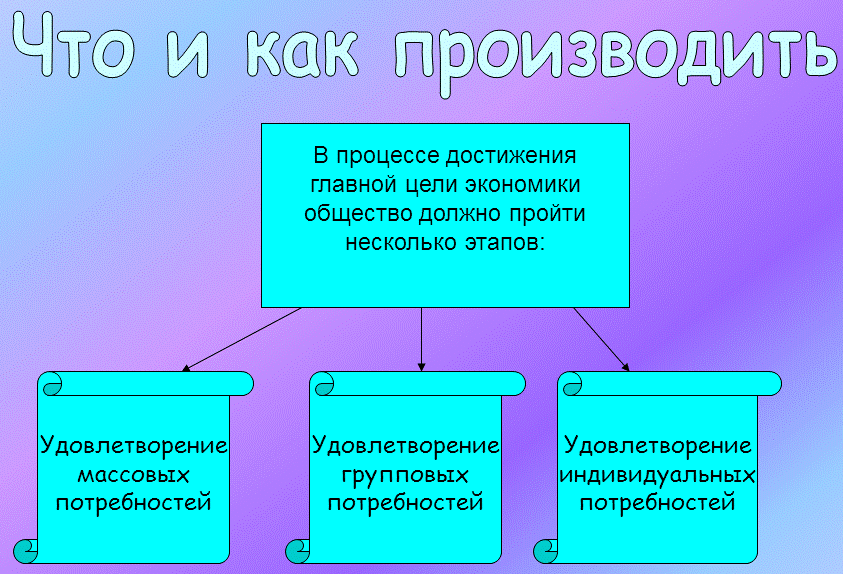 Что и как производить
В процессе достижения
главной цели экономики
общество должно пройти
несколько этапов:
Удовлетворение
массовых
потребностей
Удовлетворение
групповых
потребностей
Удовлетворение
индивидуальных
потребностей